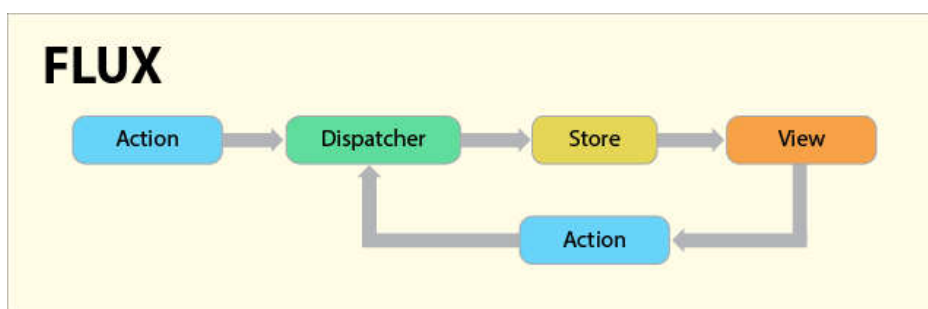 FLUX
Action
Dispatcher
Store
View
Action